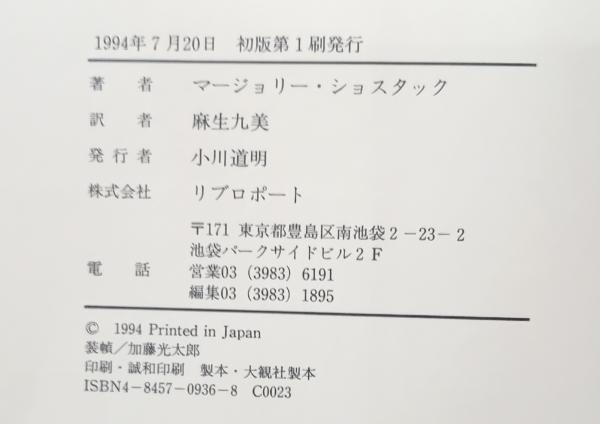 1994年7月20日 初版第1刷発行
著者 マージョリー・ショスタック
訳者 麻生九美
発行者 小川道明
株式会社 リブロポート
〒171 東京都豊島区南池袋2-23-2
池袋パークサイドビル2F
電話 営業03 (3983) 6191
編集03 (3983) 1895
© 1994 Printed in Japan
装幀/加藤光太郎
印刷・誠和印刷 製本・大観社製本
ISBN4-8457-0936-8 C0023